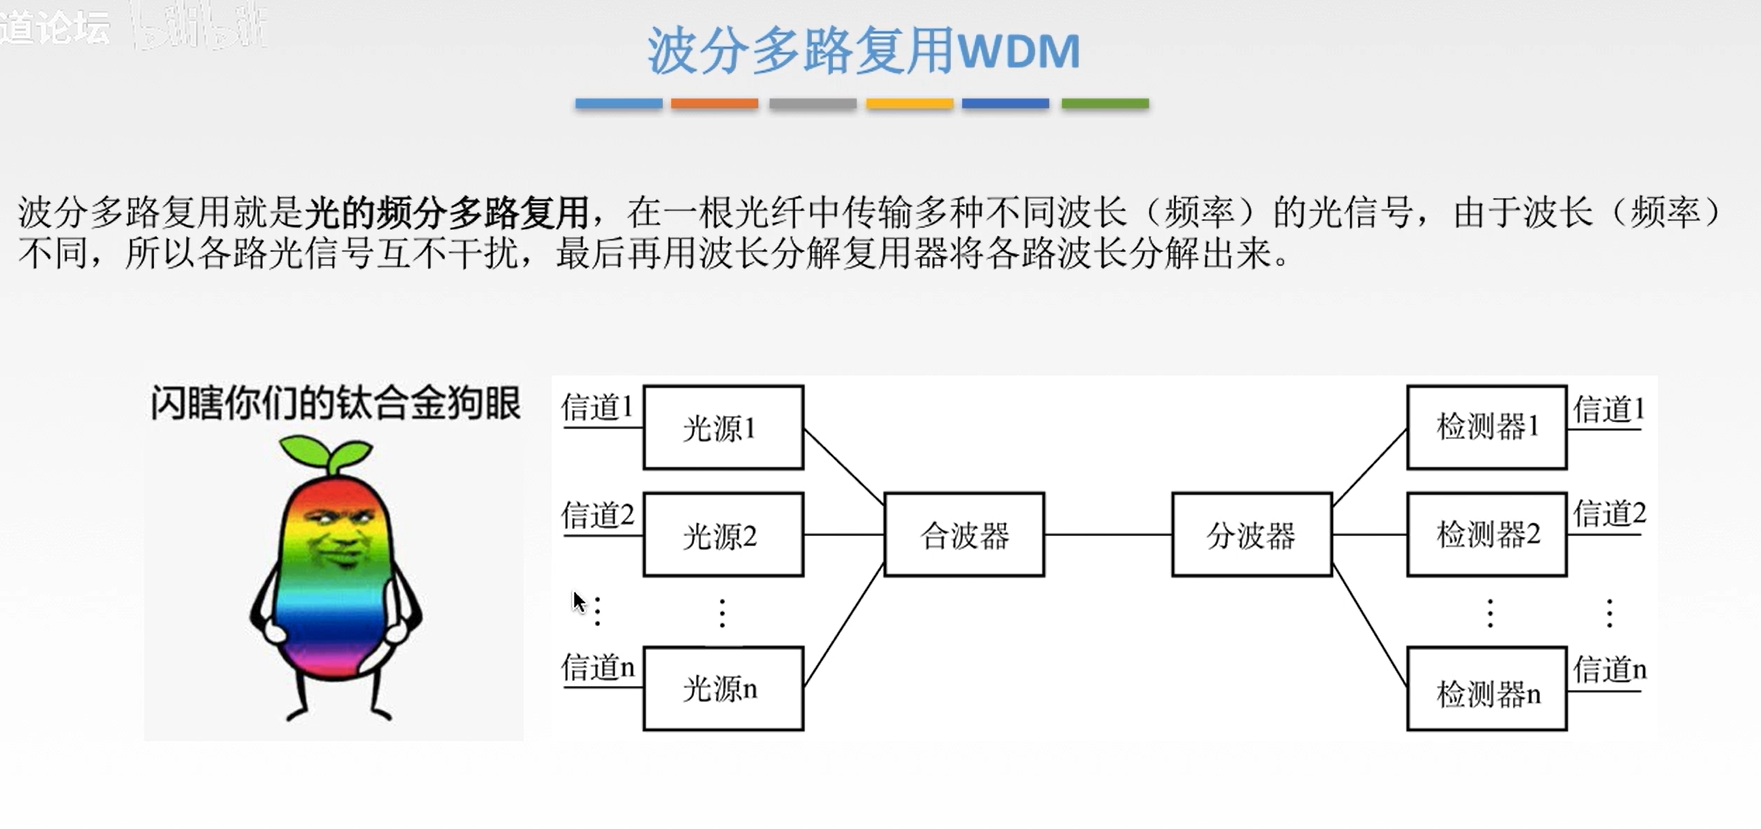 道论坛 bilibili
波分多路复用WDM
波分多路复用就是光的频分多路复用，在一根光纤中传输多种不同波长（频率）的光信号，由于波长（频率）
不同，所以各路光信号互不干扰，最后再用波长分解复用器将各路波长分解出来。
闪瞎你们的钛合金狗眼
信道1
光源1
检测器1
信道1
信道2
光源2
合波器
分波器
检测器2
信道2
信道n
光源n
检测器n
信道n